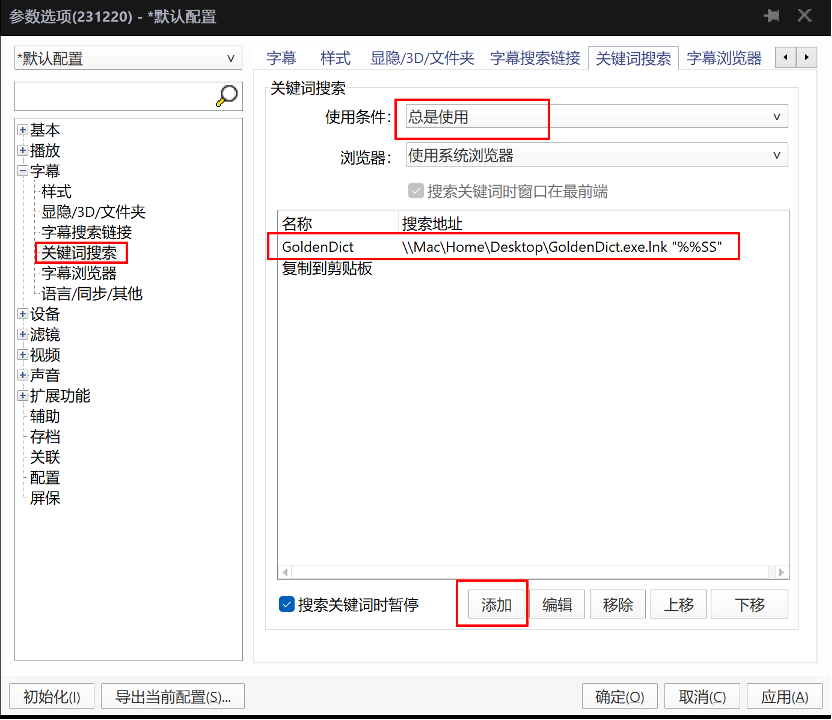 参数选项(231220) - *默认配置
*默认配置
字幕 样式 显隐/3D/文件夹 字幕搜索链接 关键词搜索 字幕浏览器
基本
播放
字幕
样式
显隐/3D/文件夹
字幕搜索链接
关键词搜索
字幕浏览器
语言/同步/其他
设备
滤镜
视频
声音
扩展功能
辅助
存档
关联
配置
屏保
关键词搜索
使用条件： 总是使用
浏览器： 使用系统浏览器
搜索关键词时窗口在最前端
名称 搜索地址
GoldenDict \\Mac\Home\Desktop\GoldenDict.exe.lnk "%%SS"
复制到剪贴板
搜索关键词时暂停 添加 编辑 移除 上移 下移
初始化(I) 导出当前配置(S)... 确定(O) 取消(C) 应用(A)